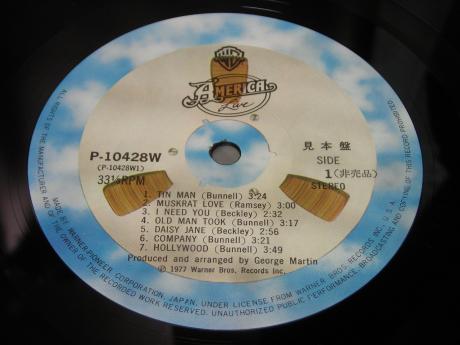 AMERICA
Live
P-10428W
(P-10428W1)
33⅓RPM
見本盤
SIDE
1(非売品)
STEREO
1. TIN MAN (Bunnell) 3:24
2. MUSKRAT LOVE (Ramsey) 3:00
3. I NEED YOU (Beckley) 2:32
4. OLD MAN TOOK (Bunnell) 3:17
5. DAISY JANE (Beckley) 2:56
6. COMPANY (Bunnell) 3:21
7. HOLLYWOOD (Bunnell) 3:49
Produced and arranged by George Martin
Ⓟ 1977 Warner Bros. Records Inc.
ALL RIGHTS OF THE MANUFACTURER AND OF THE OWNER OF THE RECORDED WORK RESERVED. UNAUTHORIZED PUBLIC PERFORMANCE, BROADCASTING AND COPYING OF THIS RECORD PROHIBITED.
MADE BY WARNER-PIONEER CORPORATION, JAPAN, UNDER LICENSE FROM WARNER BROS RECORDS INC., U.S.A.